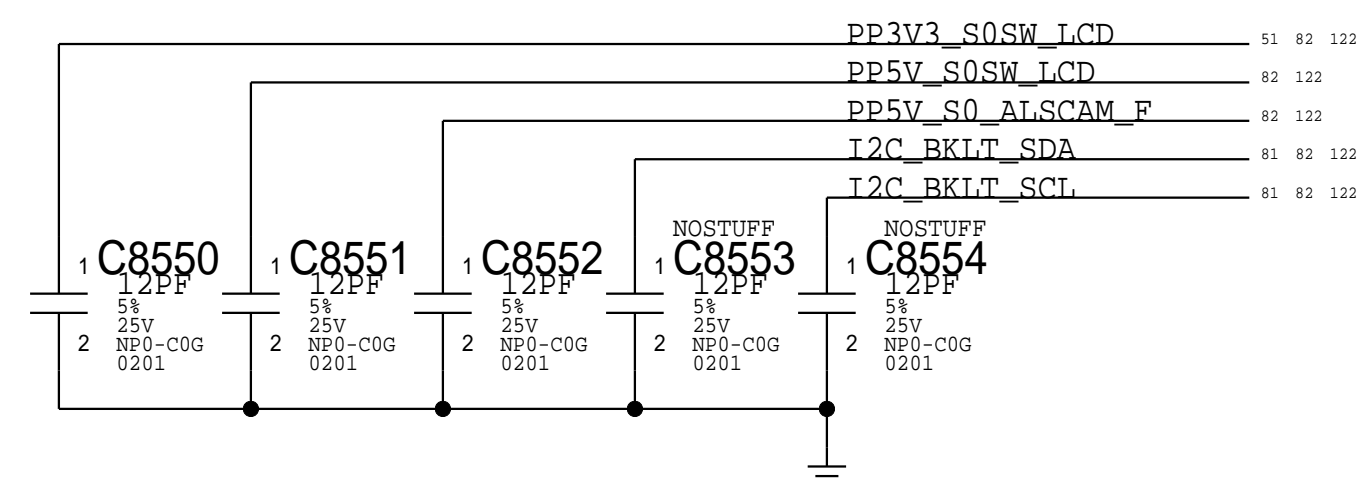 PP3V3_S0SW_LCD 51 82 122
PP5V_S0SW_LCD 82 122
PP5V_S0_ALSCAM_F 82 122
I2C_BKLT_SDA 81 82 122
I2C_BKLT_SCL 81 82 122
NOSTUFF NOSTUFF
1 C8550 1 C8551 1 C8552 1 C8553 1 C8554
12PF 12PF 12PF 12PF 12PF
5% 5% 5% 5% 5%
25V 25V 25V 25V 25V
2 NP0-C0G 2 NP0-C0G 2 NP0-C0G 2 NP0-C0G 2 NP0-C0G
0201 0201 0201 0201 0201